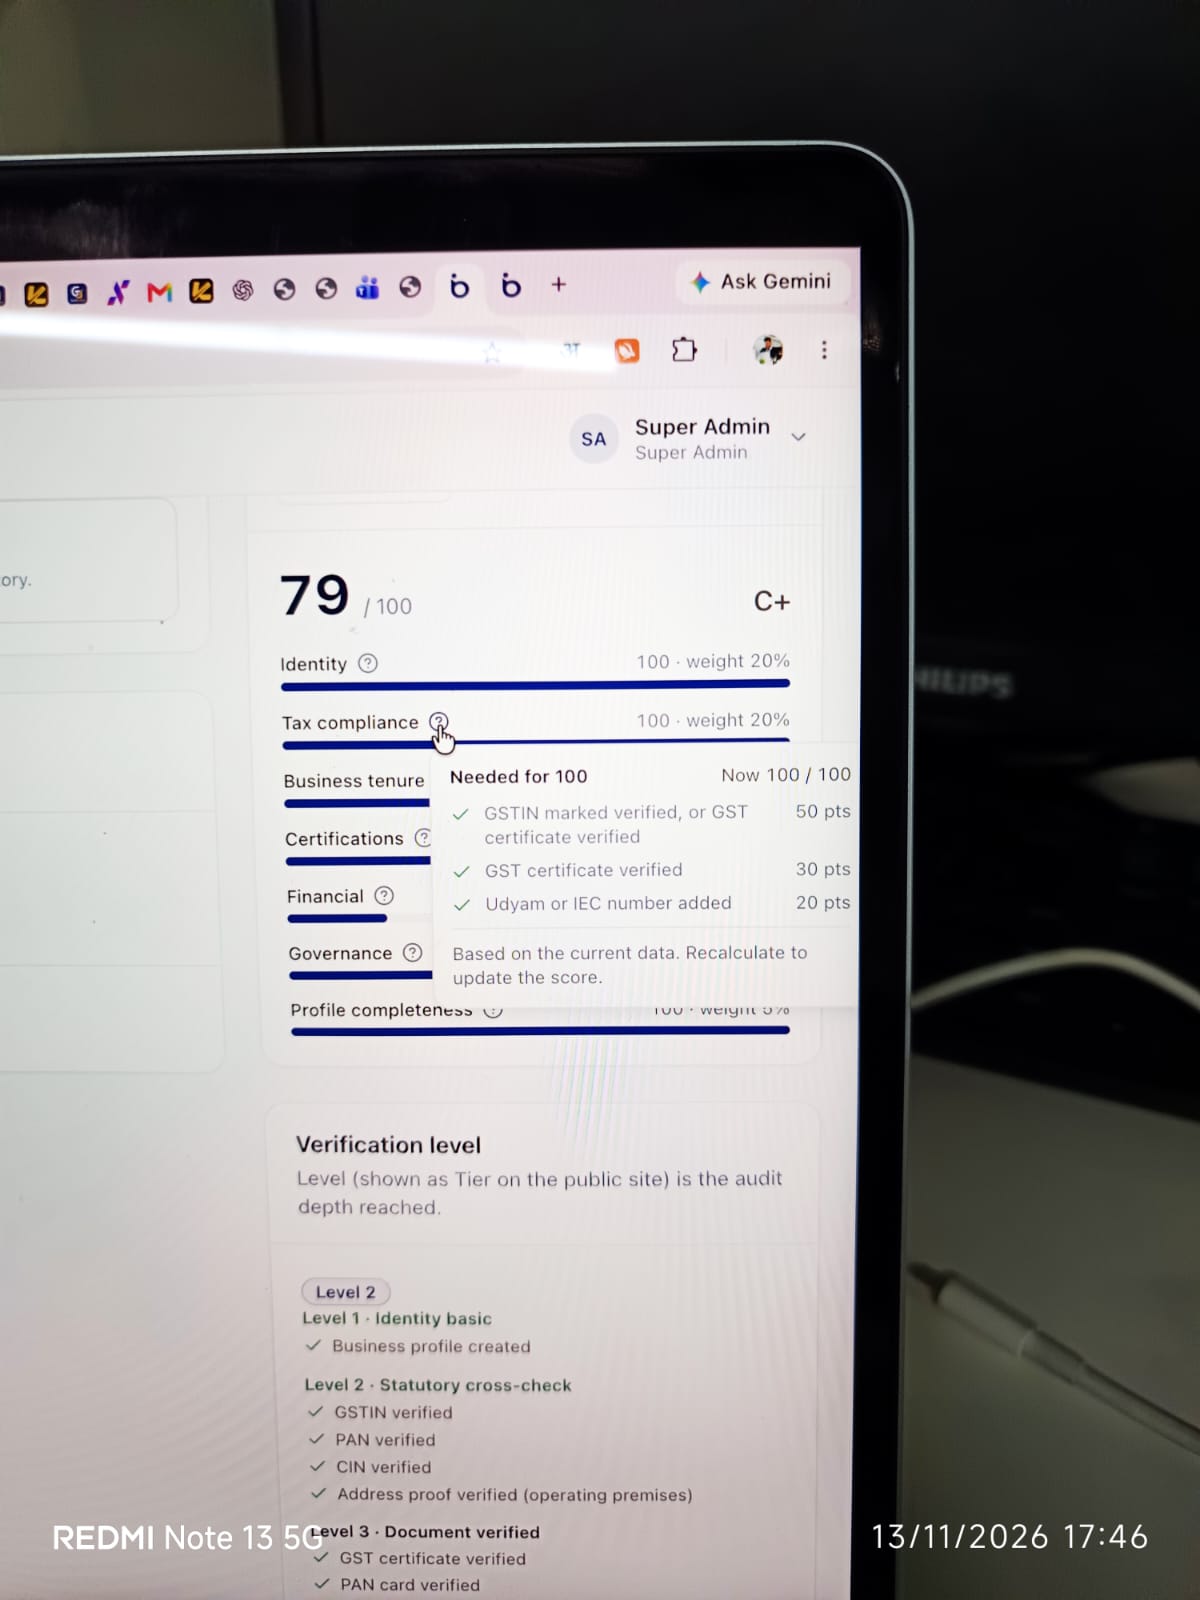 Ask Gemini
SA
Super Admin
Super Admin
ory.
79 / 100
C+
Identity ?
100 · weight 20%
Tax compliance ?
100 · weight 20%
Business tenure
Needed for 100
Now 100 / 100
GSTIN marked verified, or GST
certificate verified
50 pts
Certifications ?
GST certificate verified
30 pts
Financial ?
Udyam or IEC number added
20 pts
Governance ?
Based on the current data. Recalculate to
update the score.
Profile completeness
100 · weight 5%
Verification level
Level (shown as Tier on the public site) is the audit
depth reached.
Level 2
Level 1 · Identity basic
Business profile created
Level 2 · Statutory cross-check
GSTIN verified
PAN verified
CIN verified
Address proof verified (operating premises)
Level 3 · Document verified
GST certificate verified
PAN card verified
REDMI Note 13 5G
13/11/2026 17:46
HILIPS